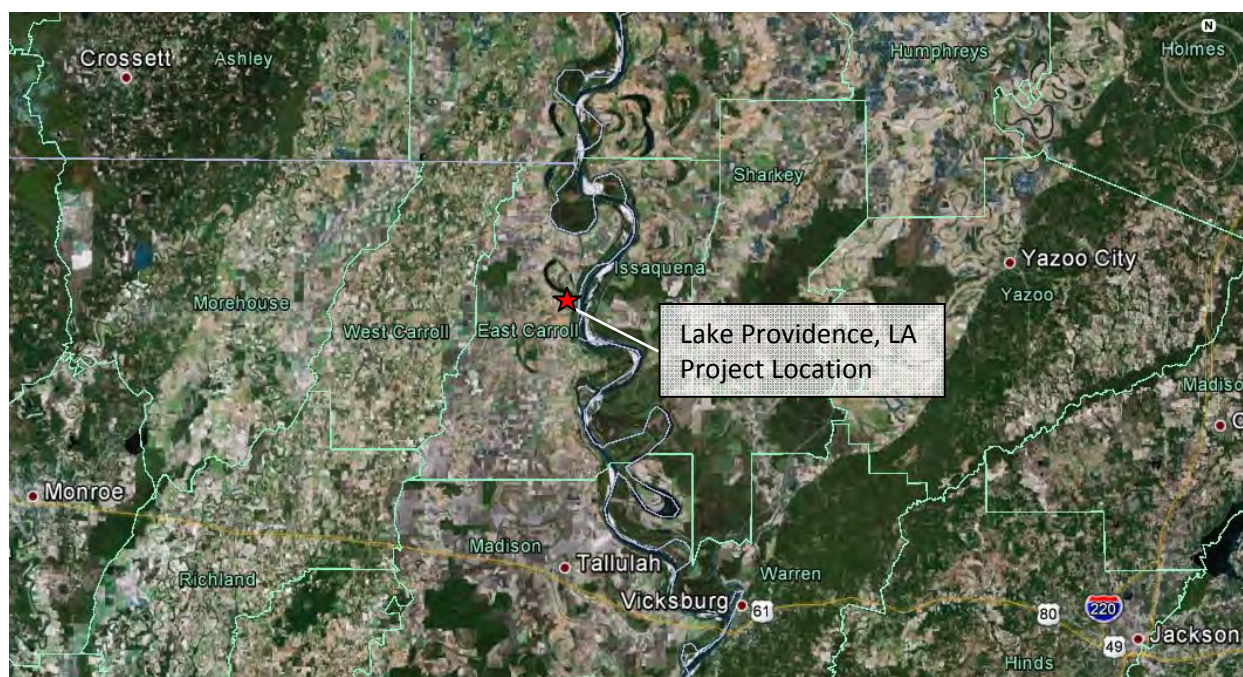 N
Crossett
Ashley
Humphreys
Holmes
Sharkey
Issaquena
Yazoo City
Yazoo
Morehouse
West Carroll
East Carroll
Lake Providence, LA
Project Location
Monroe
Madison
Tallulah
Richland
Vicksburg
61
Warren
80
220
49
Jackson
Hinds